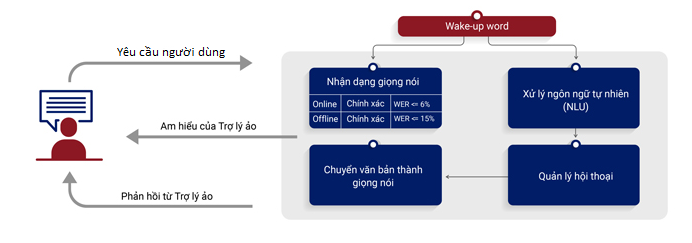 Wake-up word
Yêu cầu người dùng
Nhận dạng giọng nói
Online Chính xác WER <= 6%
Offline Chính xác WER <= 15%
Xử lý ngôn ngữ tự nhiên
(NLU)
Am hiểu của Trợ lý ảo
Chuyển văn bản thành
giọng nói
Quản lý hội thoại
Phản hồi từ Trợ lý ảo